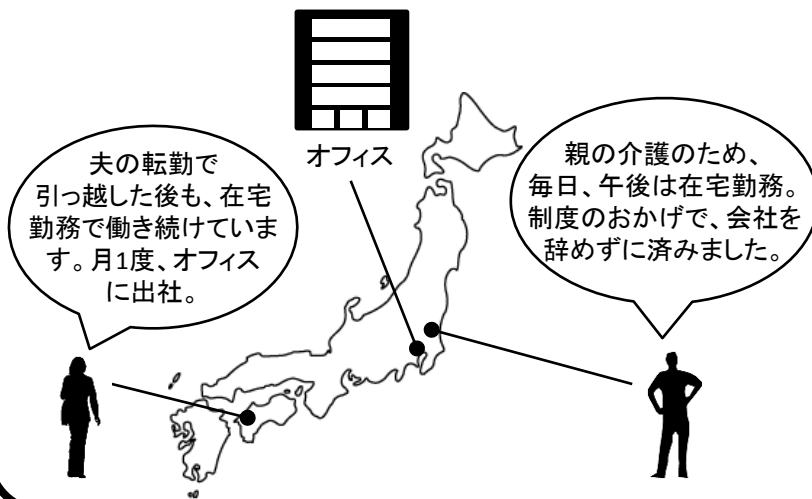 オフィス
夫の転勤で
引っ越した後も、在宅
勤務で働き続けていま
す。月1度、オフィス
に出社。
親の介護のため、
毎日、午後は在宅勤務。
制度のおかげで、会社を
辞めずに済みました。